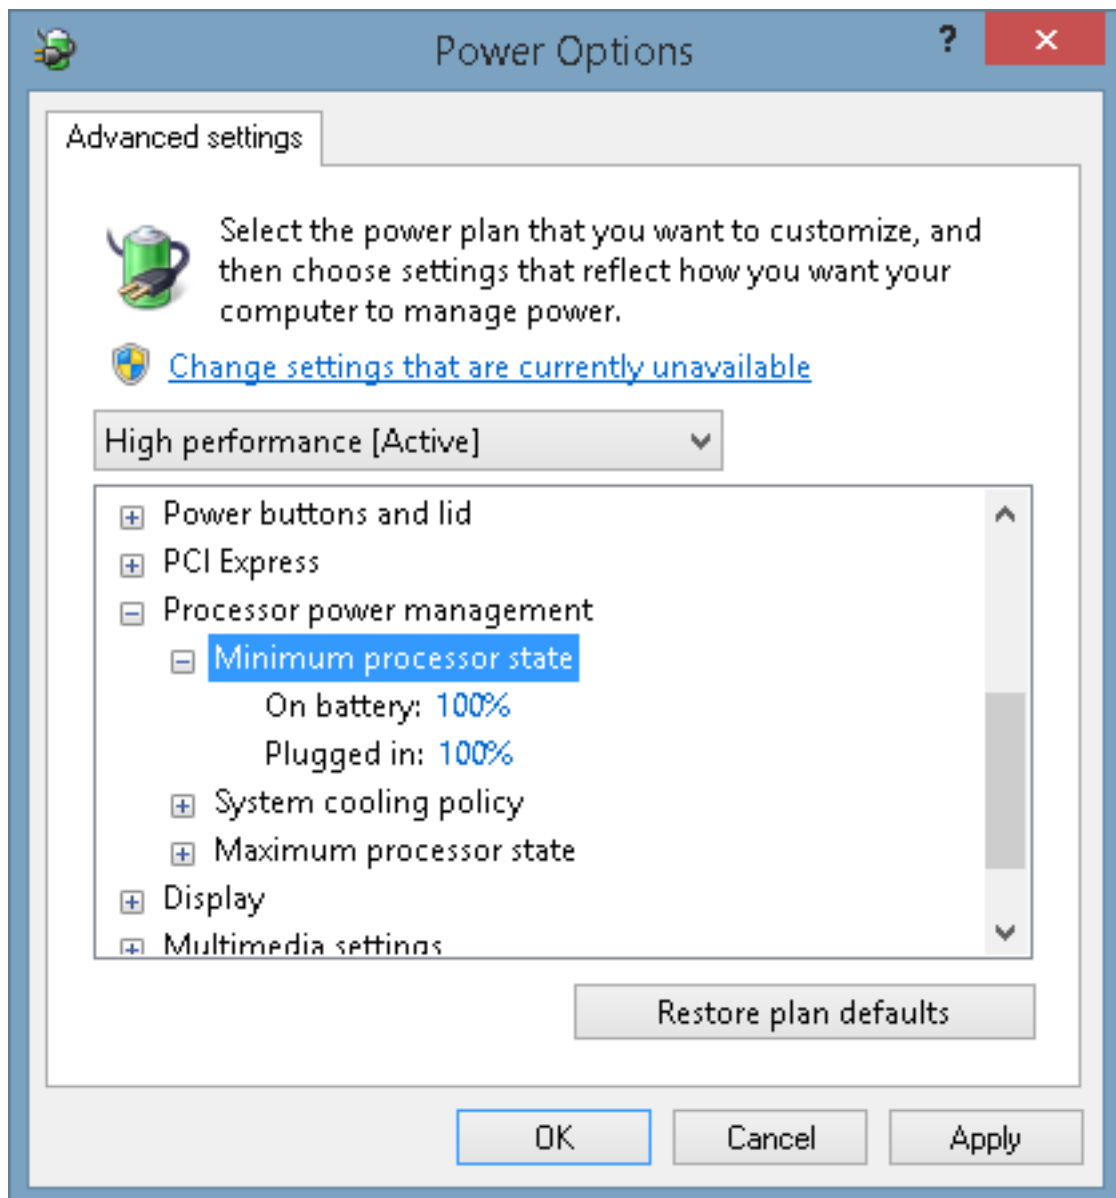 Power Options
?
Advanced settings
Select the power plan that you want to customize, and
then choose settings that reflect how you want your
computer to manage power.
Change settings that are currently unavailable
High performance [Active]
Power buttons and lid
PCI Express
Processor power management
Minimum processor state
On battery: 100%
Plugged in: 100%
System cooling policy
Maximum processor state
Display
Multimedia settings
Restore plan defaults
OK
Cancel
Apply